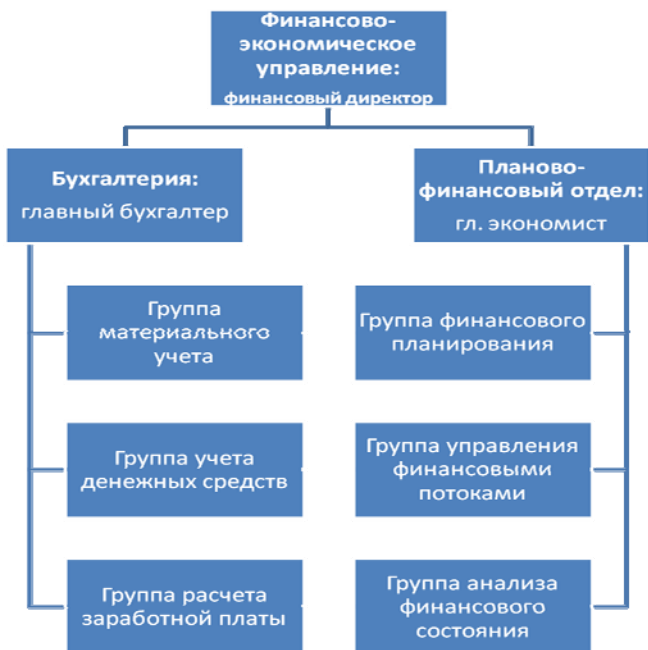 Финансово-
экономическое
управление:
финансовый директор
Бухгалтерия:
главный бухгалтер
Планово-
финансовый отдел:
гл. экономист
Группа
материального
учета
Группа финансового
планирования
Группа учета
денежных средств
Группа управления
финансовыми
потоками
Группа расчета
заработной платы
Группа анализа
финансового
состояния